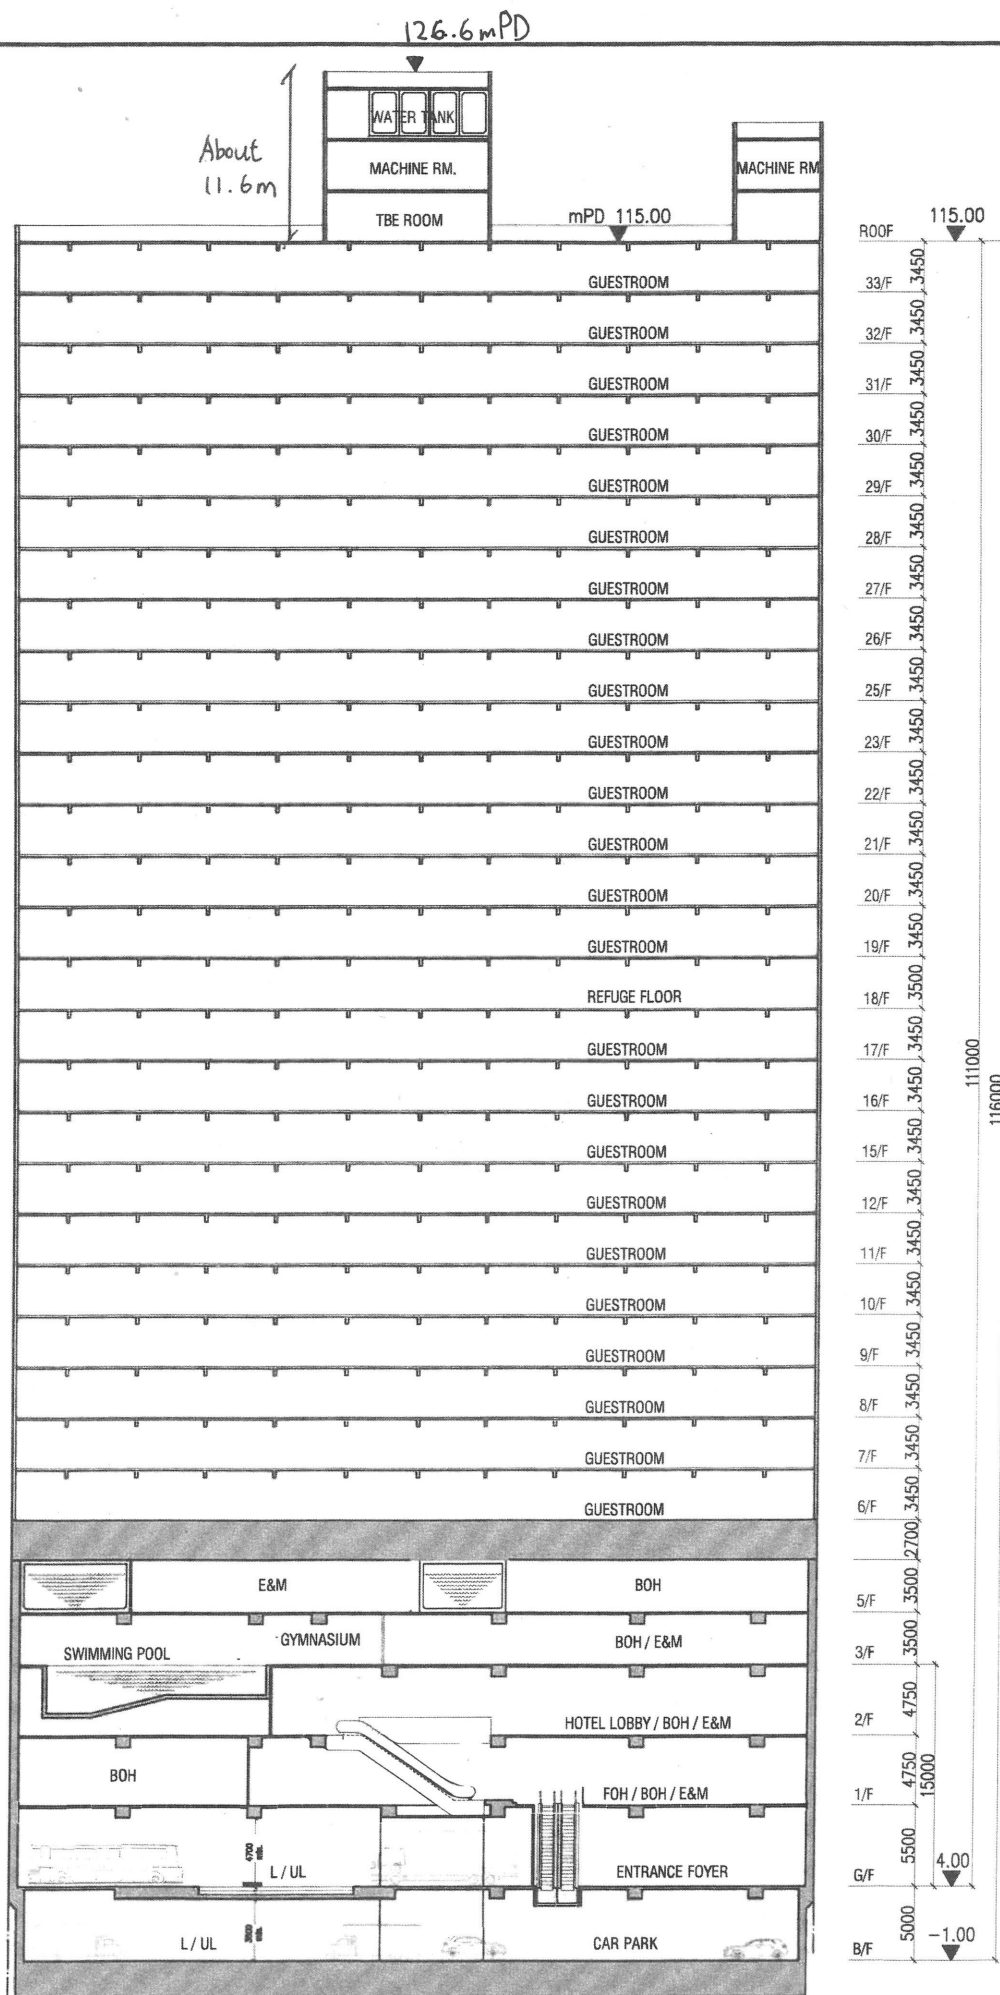 126.6mPD
About
11.6m
WATER TANK
MACHINE RM.
MACHINE RM
TBE ROOM
mPD 115.00
ROOF 115.00
3450
GUESTROOM 33/F
3450
GUESTROOM 32/F
3450
GUESTROOM 31/F
3450
GUESTROOM 30/F
3450
GUESTROOM 29/F
3450
GUESTROOM 28/F
3450
GUESTROOM 27/F
3450
GUESTROOM 26/F
3450
GUESTROOM 25/F
3450
GUESTROOM 23/F
3450
GUESTROOM 22/F
3450
GUESTROOM 21/F
3450
GUESTROOM 20/F
3450
GUESTROOM 19/F
3500
REFUGE FLOOR 18/F
3450
GUESTROOM 17/F
3450
GUESTROOM 16/F
3450
GUESTROOM 15/F
3450
GUESTROOM 12/F
3450
GUESTROOM 11/F
3450
GUESTROOM 10/F
3450
GUESTROOM 9/F
3450
GUESTROOM 8/F
3450
GUESTROOM 7/F
3450
GUESTROOM 6/F
2700
111000
116000
E&M BOH 5/F
3500
SWIMMING POOL GYMNASIUM BOH / E&M 3/F
3500
HOTEL LOBBY / BOH / E&M 2/F
4750
BOH FOH / BOH / E&M 1/F
4750
15000
4700
min.
L / UL ENTRANCE FOYER G/F
5500
4.00
min.
L / UL CAR PARK B/F
5000
-1.00